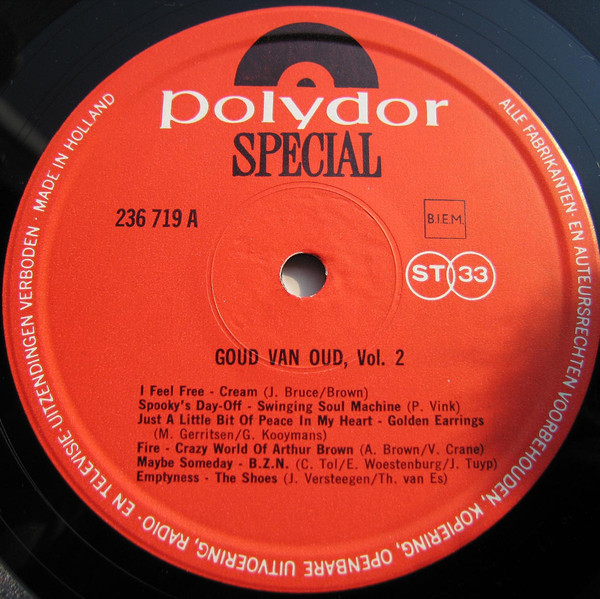 polydor
SPECIAL
236 719 A
B.I.E.M.
ST 33
GOUD VAN OUD, Vol. 2
I Feel Free - Cream (J. Bruce/Brown)
Spooky's Day-Off - Swinging Soul Machine (P. Vink)
Just A Little Bit Of Peace In My Heart - Golden Earrings
(M. Gerritsen/G. Kooymans)
Fire - Crazy World Of Arthur Brown (A. Brown/V. Crane)
Maybe Someday - B.Z.N. (C. Tol/E. Woestenburg/J. Tuyp)
Emptyness - The Shoes (J. Versteegen/Th. van Es)
ALLE FABRIKANTEN- EN AUTEURSRECHTEN VOORBEHOUDEN, KOPIERING, OPENBARE UITVOERING, RADIO- EN TELEVISIE-UITZENDINGEN VERBODEN · MADE IN HOLLAND